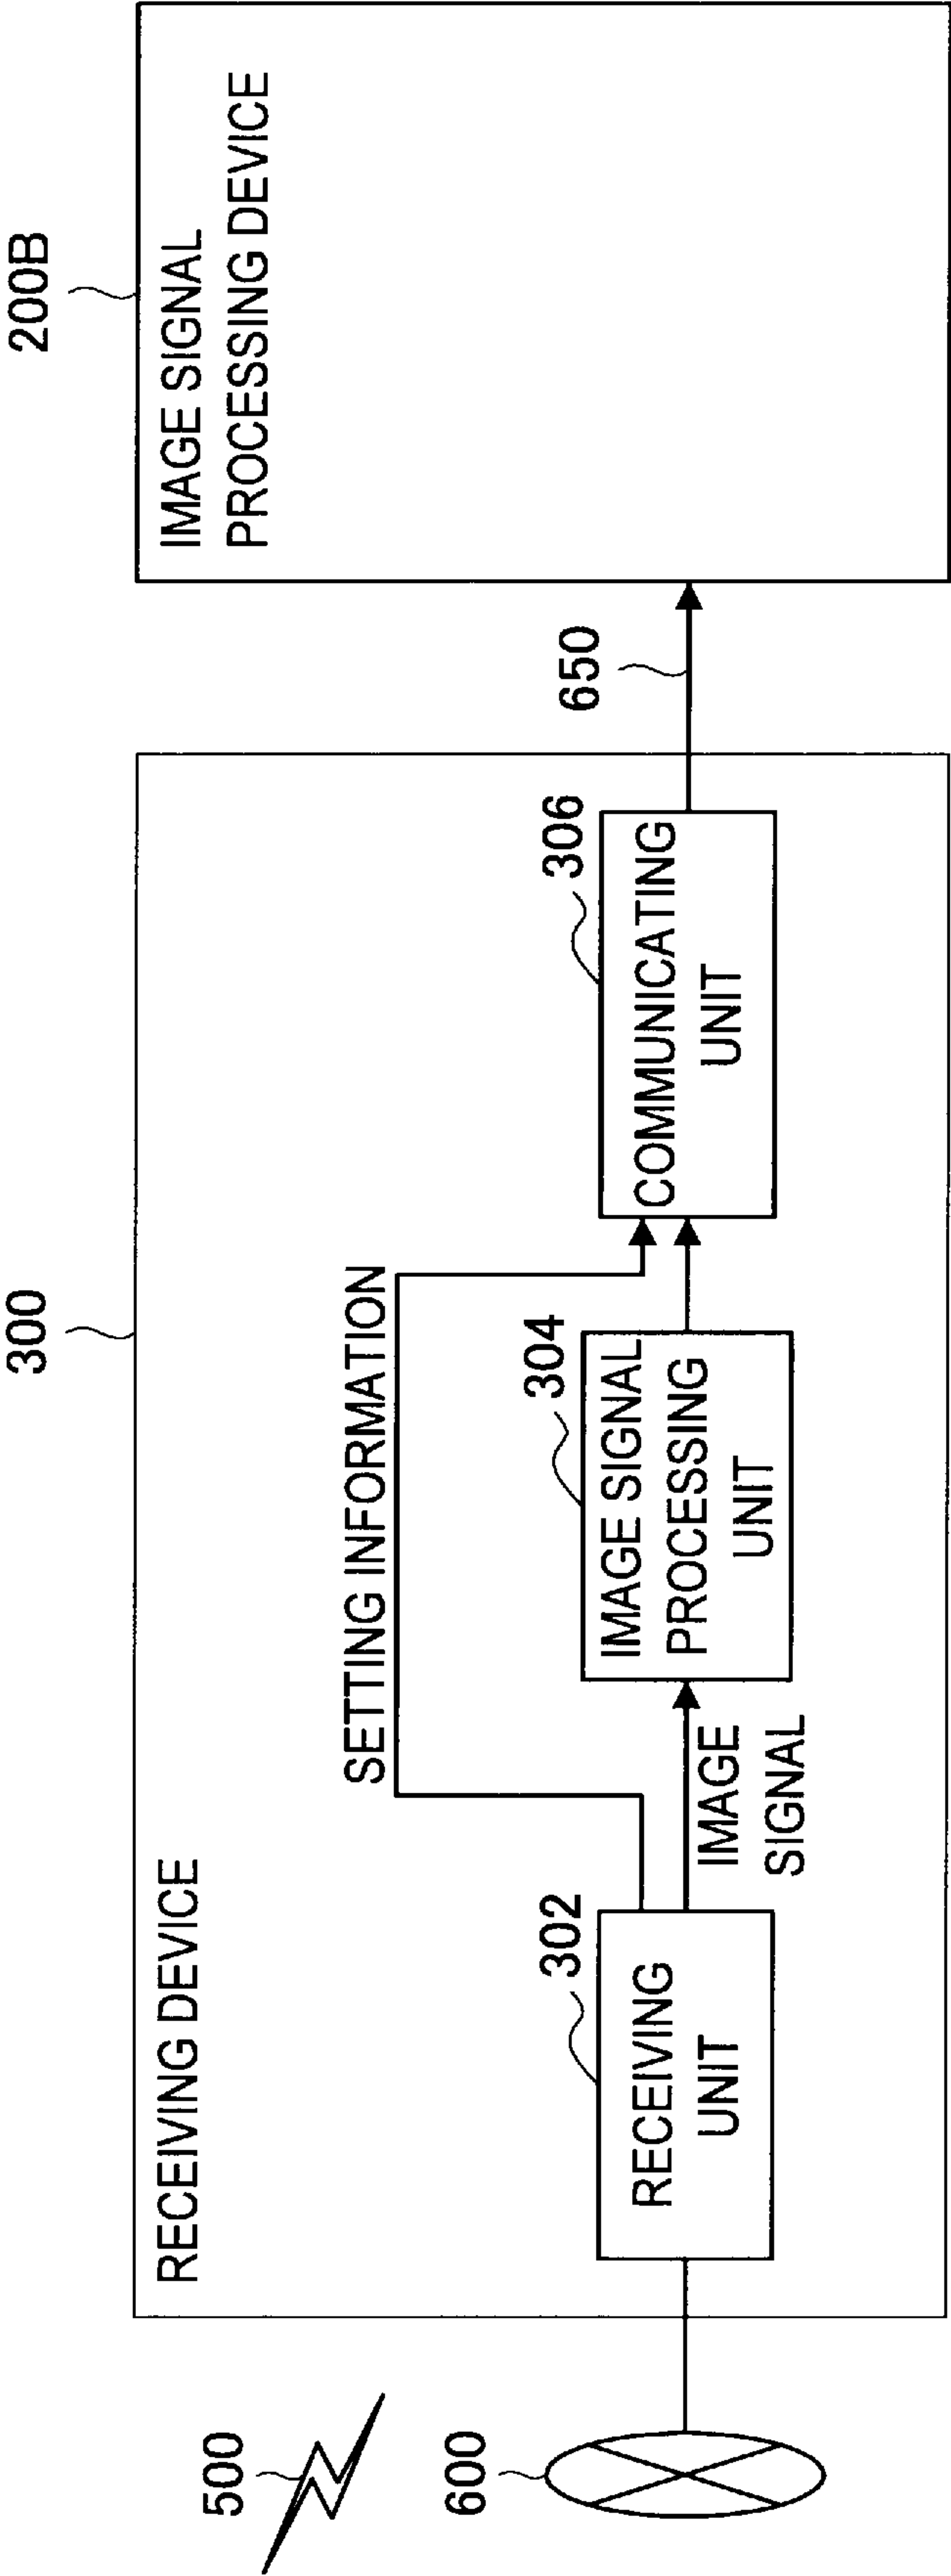 300
200B
RECEIVING DEVICE
IMAGE SIGNAL
PROCESSING DEVICE
500
SETTING INFORMATION
600
302
304
306
650
RECEIVING
UNIT
IMAGE
SIGNAL
IMAGE SIGNAL
PROCESSING
UNIT
COMMUNICATING
UNIT